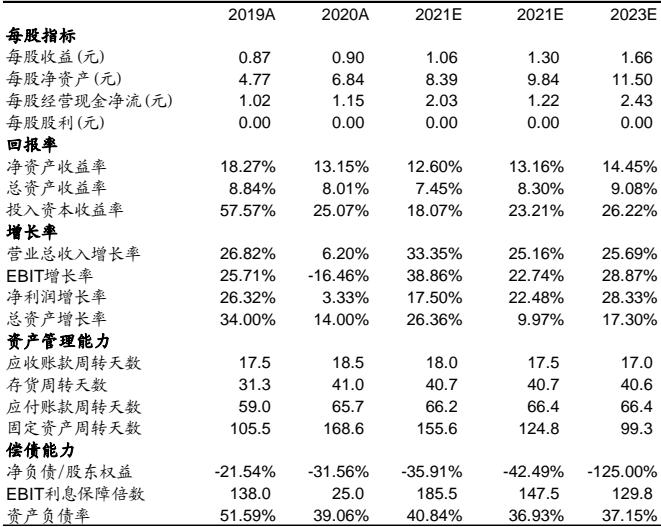 2019A 2020A 2021E 2021E 2023E
每股指标
每股收益(元) 0.87 0.90 1.06 1.30 1.66
每股净资产(元) 4.77 6.84 8.39 9.84 11.50
每股经营现金净流(元) 1.02 1.15 2.03 1.22 2.43
每股股利(元) 0.00 0.00 0.00 0.00 0.00
回报率
净资产收益率 18.27% 13.15% 12.60% 13.16% 14.45%
总资产收益率 8.84% 8.01% 7.45% 8.30% 9.08%
投入资本收益率 57.57% 25.07% 18.07% 23.21% 26.22%
增长率
营业总收入增长率 26.82% 6.20% 33.35% 25.16% 25.69%
EBIT增长率 25.71% -16.46% 38.86% 22.74% 28.87%
净利润增长率 26.32% 3.33% 17.50% 22.48% 28.33%
总资产增长率 34.00% 14.00% 26.36% 9.97% 17.30%
资产管理能力
应收账款周转天数 17.5 18.5 18.0 17.5 17.0
存货周转天数 31.3 41.0 40.7 40.7 40.6
应付账款周转天数 59.0 65.7 66.2 66.4 66.4
固定资产周转天数 105.5 168.6 155.6 124.8 99.3
偿债能力
净负债/股东权益 -21.54% -31.56% -35.91% -42.49% -125.00%
EBIT利息保障倍数 138.0 25.0 185.5 147.5 129.8
资产负债率 51.59% 39.06% 40.84% 36.93% 37.15%